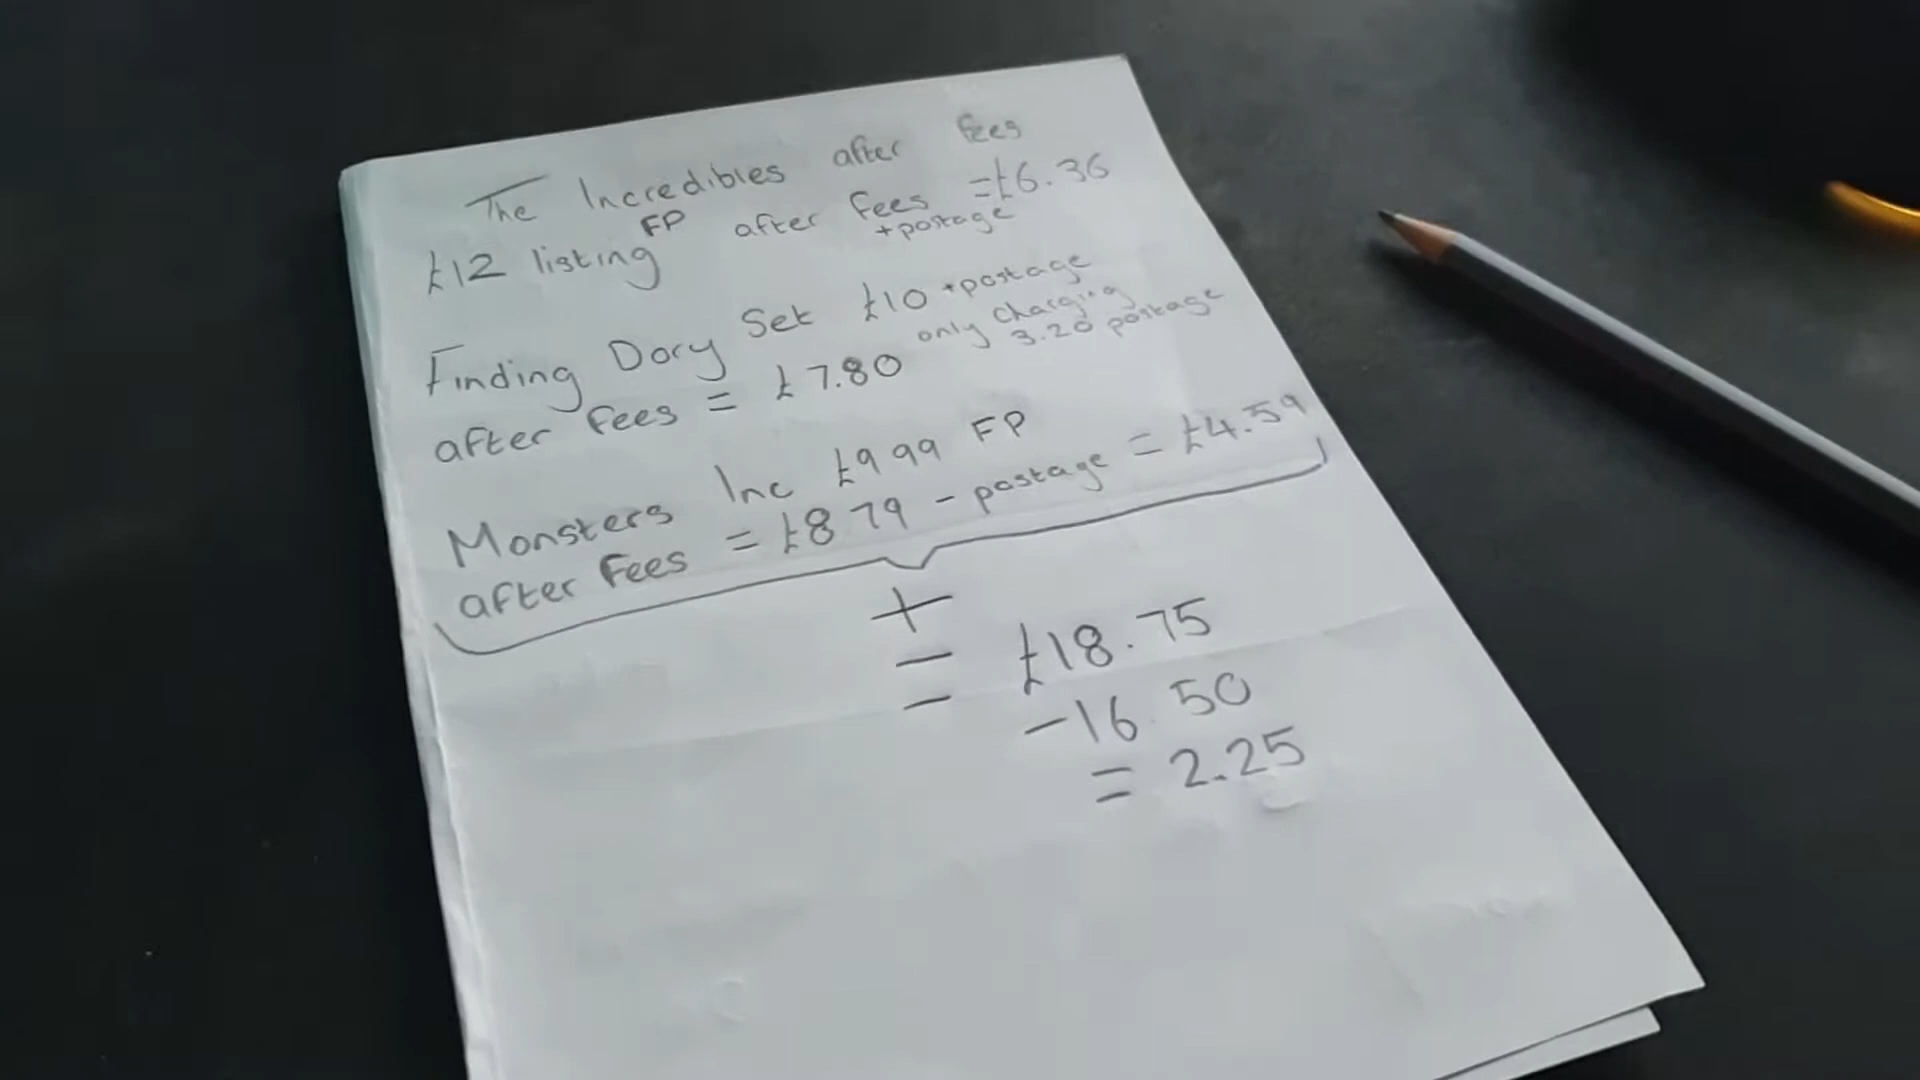 The Incredibles after fees
£12 listing FP after fees = £6.36
+postage
Finding Dory Set £10 +postage
only charging
3.20 postage
after fees = £7.80
Monsters Inc £9 99 FP
after Fees = £8 79 - postage = £4.59
+
= £18.75
-16 50
= 2.25